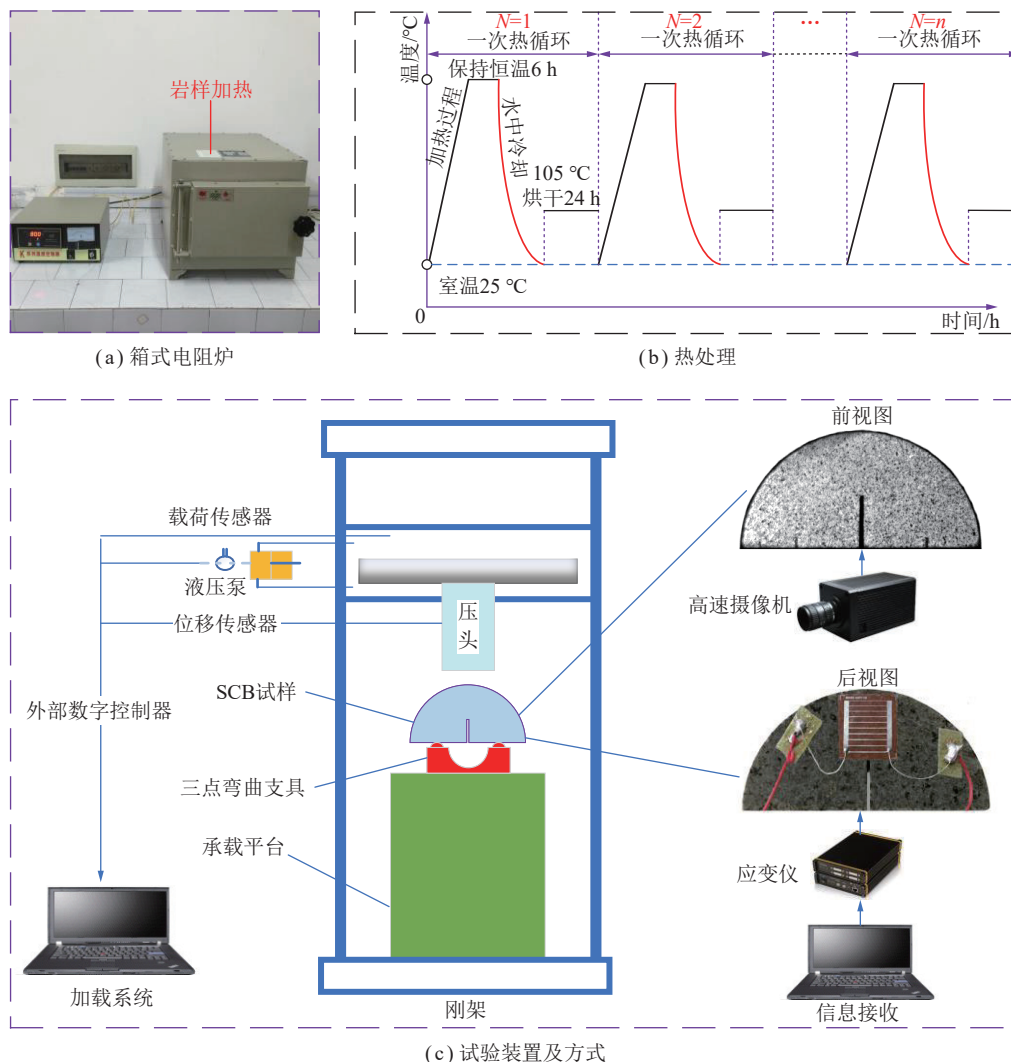 岩样加热
(a) 箱式电阻炉
温度/℃
N=1
N=2
···
N=n
一次热循环
一次热循环
一次热循环
保持恒温6 h
加热过程
水中冷却
105 ℃
烘干24 h
室温25 ℃
0
时间/h
(b) 热处理
前视图
载荷传感器
液压泵
高速摄像机
位移传感器
压
头
后视图
SCB试样
外部数字控制器
三点弯曲支具
承载平台
应变仪
加载系统
刚架
信息接收
(c) 试验装置及方式